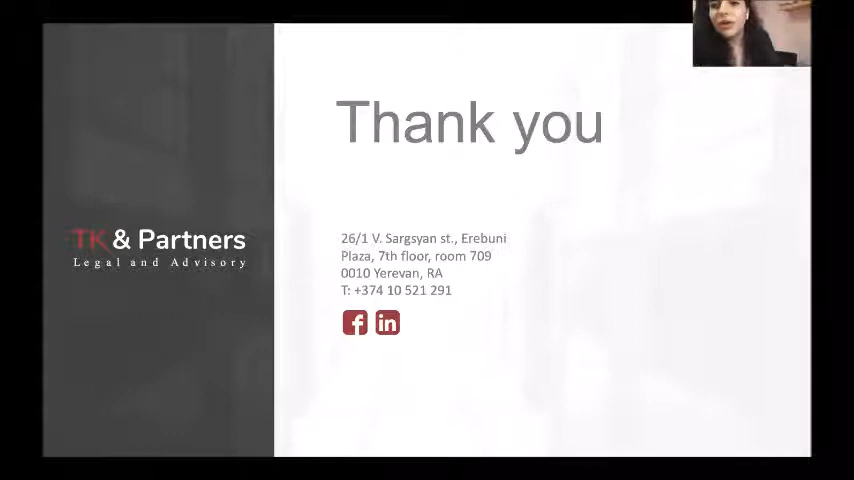 Thank you
TK & Partners
Legal and Advisory
26/1 V. Sargsyan st., Erebuni
Plaza, 7th floor, room 709
0010 Yerevan, RA
T: +374 10 521 291
f in